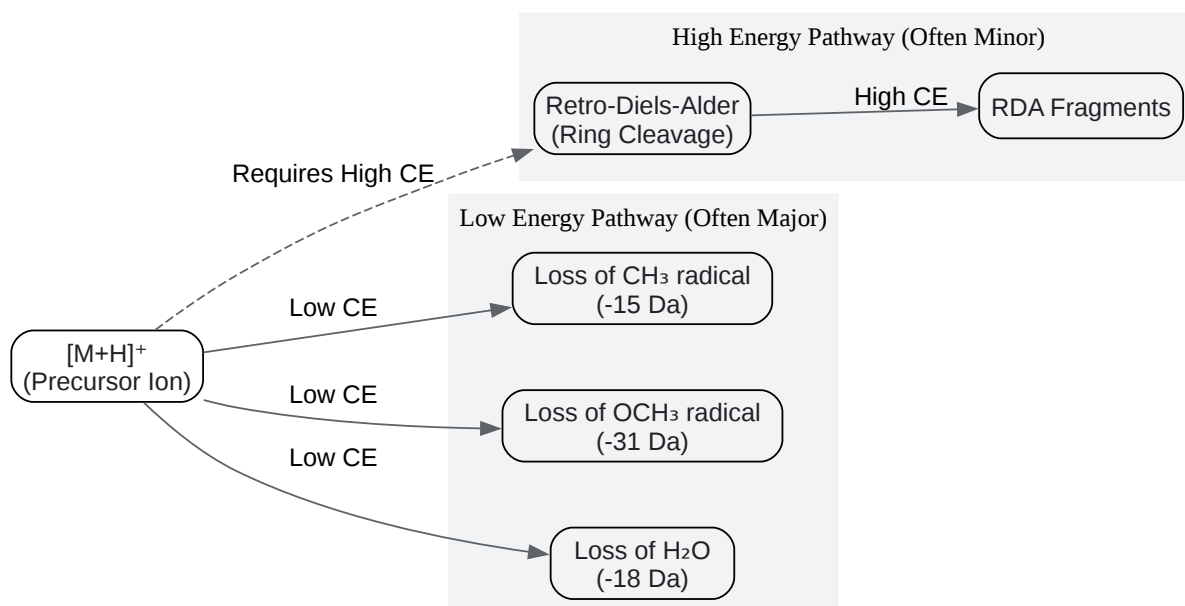 High Energy Pathway (Often Minor)
Retro-Diels-Alder
(Ring Cleavage)
High CE
RDA Fragments
Requires High CE
Low Energy Pathway (Often Major)
Loss of CH₃ radical
(-15 Da)
Low CE
[M+H]⁺
(Precursor Ion)
Low CE
Loss of OCH₃ radical
(-31 Da)
Low CE
Loss of H₂O
(-18 Da)